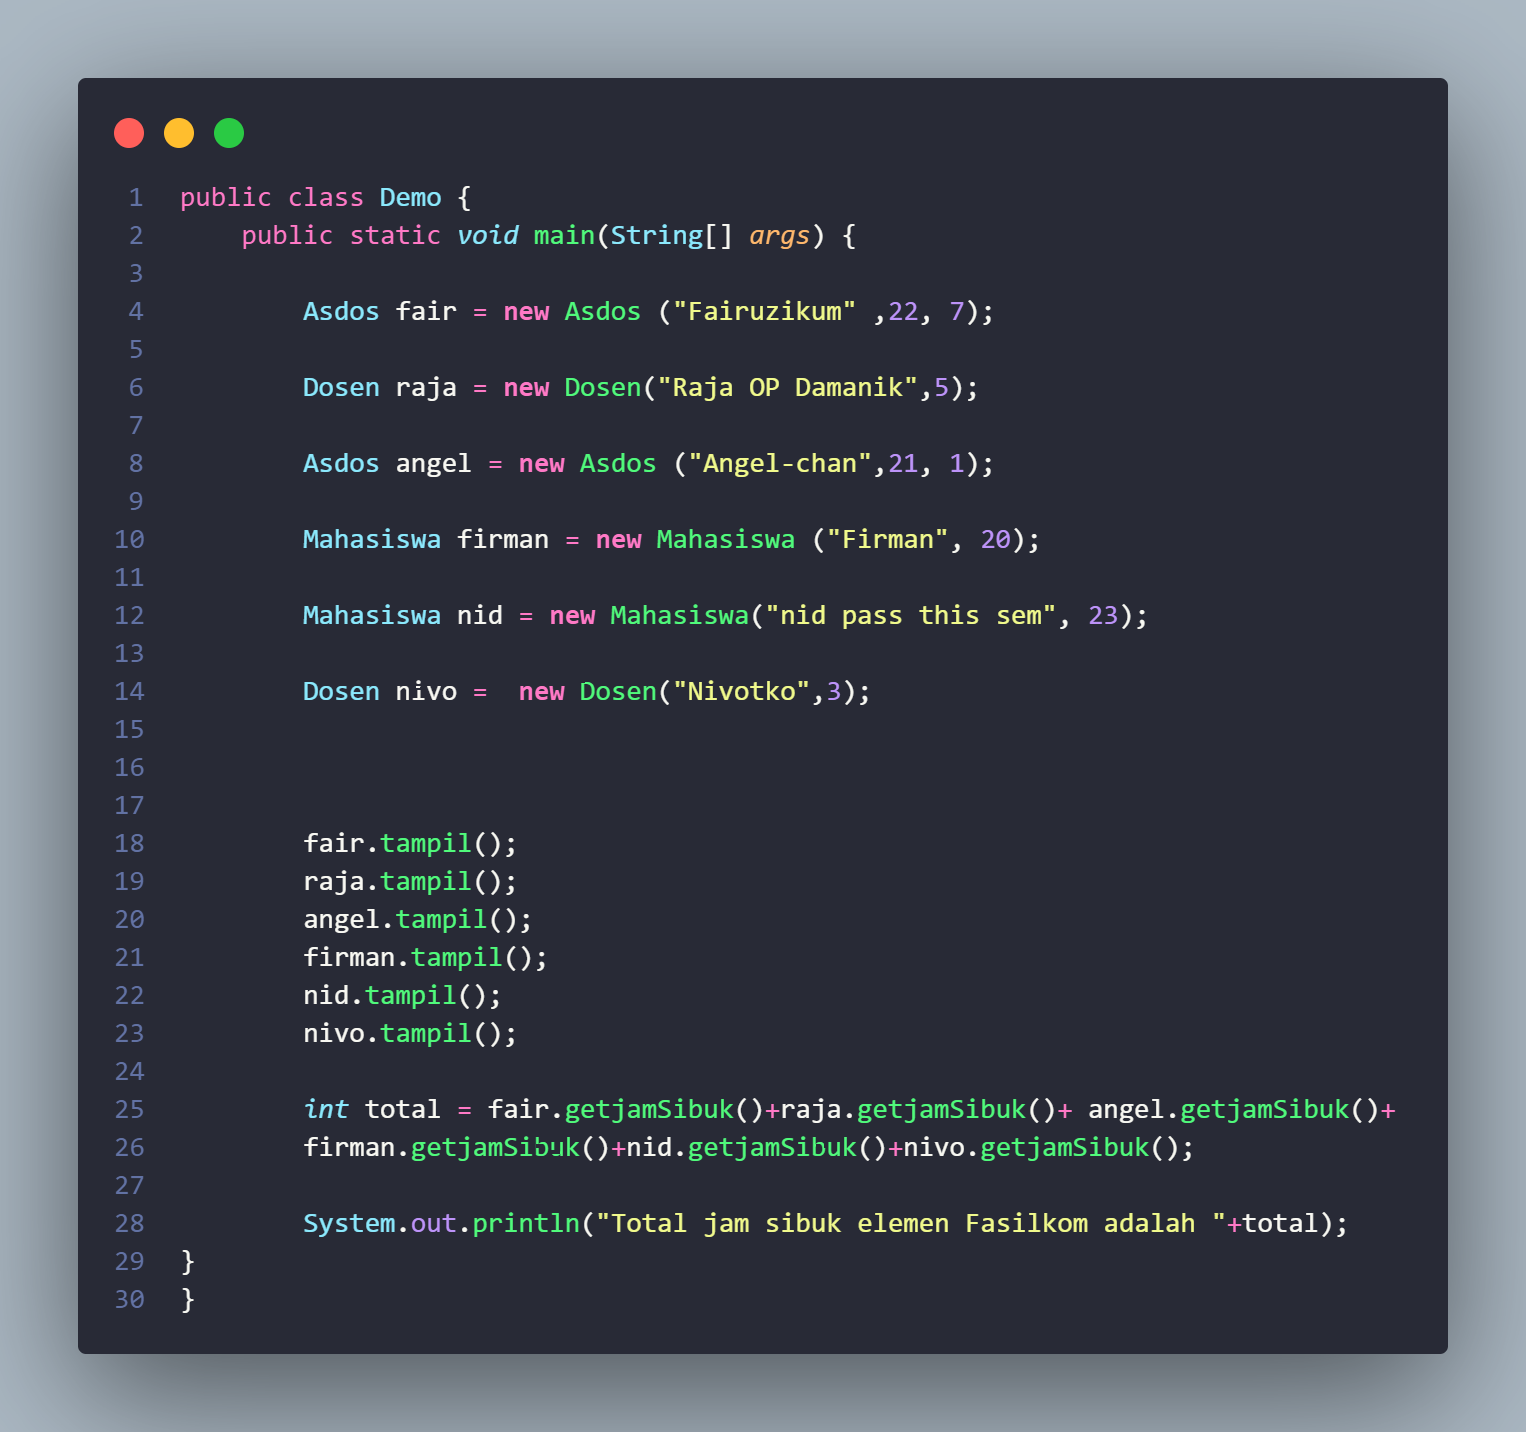 1 public class Demo {
2 public static void main(String[] args) {
3
4 Asdos fair = new Asdos ("Fairuzikum" ,22, 7);
5
6 Dosen raja = new Dosen("Raja OP Damanik",5);
7
8 Asdos angel = new Asdos ("Angel-chan",21, 1);
9
10 Mahasiswa firman = new Mahasiswa ("Firman", 20);
11
12 Mahasiswa nid = new Mahasiswa("nid pass this sem", 23);
13
14 Dosen nivo =  new Dosen("Nivotko",3);
15
16
17
18 fair.tampil();
19 raja.tampil();
20 angel.tampil();
21 firman.tampil();
22 nid.tampil();
23 nivo.tampil();
24
25 int total = fair.getjamSibuk()+raja.getjamSibuk()+ angel.getjamSibuk()+
26 firman.getjamSibuk()+nid.getjamSibuk()+nivo.getjamSibuk();
27
28 System.out.println("Total jam sibuk elemen Fasilkom adalah "+total);
29 }
30 }